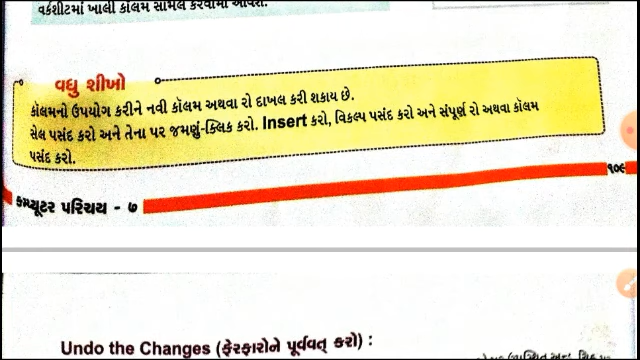 વર્કશીટમાં ખાલી કૉલમ સામેલ કરવામાં આવશે.
વધુ શીખો
કૉલમનો ઉપયોગ કરીને નવી કૉલમ અથવા રો દાખલ કરી શકાય છે.
સેલ પસંદ કરો અને તેના પર જમણું-ક્લિક કરો. Insert કરો, વિકલ્પ પસંદ કરો અને સંપૂર્ણ રો અથવા કૉલમ
પસંદ કરો.
૧૦૯
કમ્પ્યૂટર પરિચય - ૭
Undo the Changes (ફેરફારોને પૂર્વવત્ કરો) :